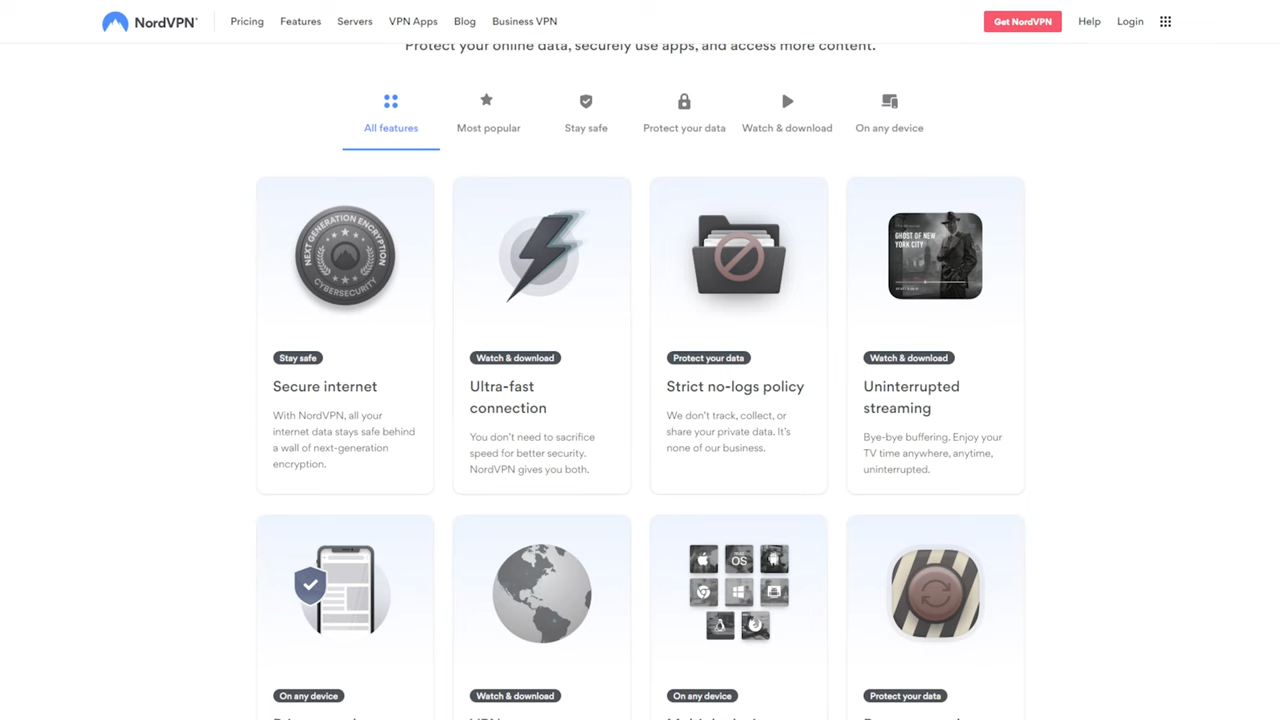 NordVPN®
Pricing
Features
Servers
VPN Apps
Blog
Business VPN
Get NordVPN
Help
Login
Protect your online data, securely use apps, and access more content.
All features
Most popular
Stay safe
Protect your data
Watch & download
On any device
NEXT GENERATION ENCRYPTION
CYBERSECURITY
Stay safe
Secure internet
With NordVPN, all your
internet data stays safe behind
a wall of next-generation
encryption.
Watch & download
Ultra-fast
connection
You don't need to sacrifice
speed for better security.
NordVPN gives you both.
Protect your data
Strict no-logs policy
We don't track, collect, or
share your private data. It's
none of our business.
GHOST OF NEW
YORK CITY
Watch & download
Uninterrupted
streaming
Bye-bye buffering. Enjoy your
TV time anywhere, anytime,
uninterrupted.
On any device
Watch & download
VPN
OS
On any device
Protect your data